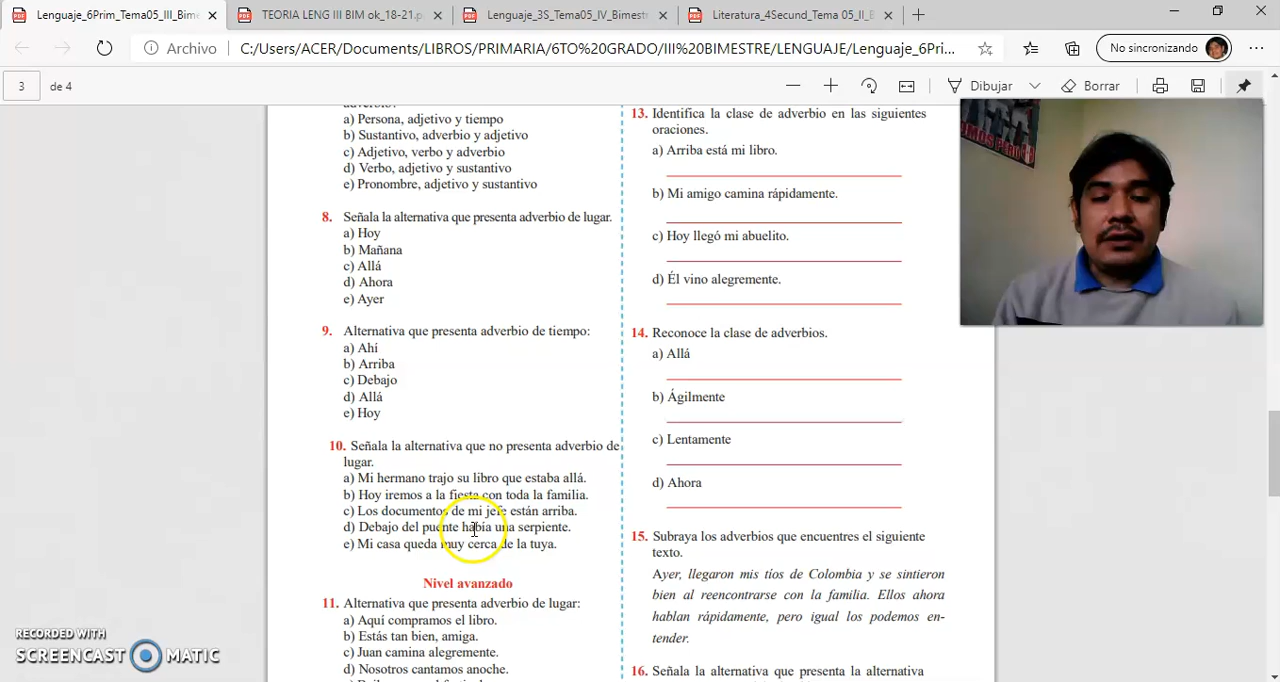 Lenguaje_6Prim_Tema05_III_Bime
TEORIA LENG III BIM ok_18-21.p
Lenguaje_3S_Tema05_IV_Bimestr
Literatura_4Secund_Tema 05_II_B
Archivo
C:/Users/ACER/Documents/LIBROS/PRIMARIA/6TO%20GRADO/III%20BIMESTRE/LENGUAJE/Lenguaje_6Pri...
No sincronizando
3 de 4
Dibujar
Borrar
adverbio?
a) Persona, adjetivo y tiempo
b) Sustantivo, adverbio y adjetivo
c) Adjetivo, verbo y adverbio
d) Verbo, adjetivo y sustantivo
e) Pronombre, adjetivo y sustantivo
8. Señala la alternativa que presenta adverbio de lugar.
a) Hoy
b) Mañana
c) Allá
d) Ahora
e) Ayer
9. Alternativa que presenta adverbio de tiempo:
a) Ahí
b) Arriba
c) Debajo
d) Allá
e) Hoy
10. Señala la alternativa que no presenta adverbio de
lugar.
a) Mi hermano trajo su libro que estaba allá.
b) Hoy iremos a la fiesta con toda la familia.
c) Los documentos de mi jefe están arriba.
d) Debajo del puente había una serpiente.
e) Mi casa queda muy cerca de la tuya.
Nivel avanzado
11. Alternativa que presenta adverbio de lugar:
a) Aquí compramos el libro.
b) Estás tan bien, amiga.
c) Juan camina alegremente.
d) Nosotros cantamos anoche.
13. Identifica la clase de adverbio en las siguientes
oraciones.
a) Arriba está mi libro.
b) Mi amigo camina rápidamente.
c) Hoy llegó mi abuelito.
d) Él vino alegremente.
14. Reconoce la clase de adverbios.
a) Allá
b) Ágilmente
c) Lentamente
d) Ahora
15. Subraya los adverbios que encuentres el siguiente
texto.
Ayer, llegaron mis tíos de Colombia y se sintieron
bien al reencontrarse con la familia. Ellos ahora
hablan rápidamente, pero igual los podemos en-
tender.
16. Señala la alternativa que presenta la alternativa
RECORDED WITH
SCREENCAST MATIC